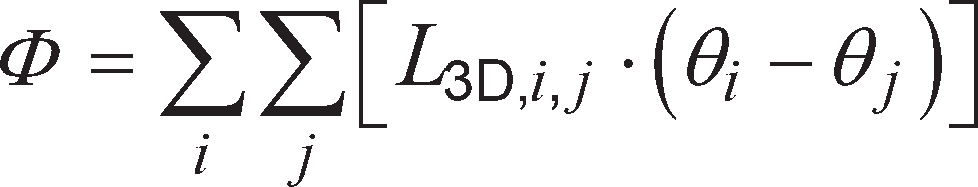 Φ = ∑_i ∑_j [L_{3D,i,j} · (θ_i − θ_j)]